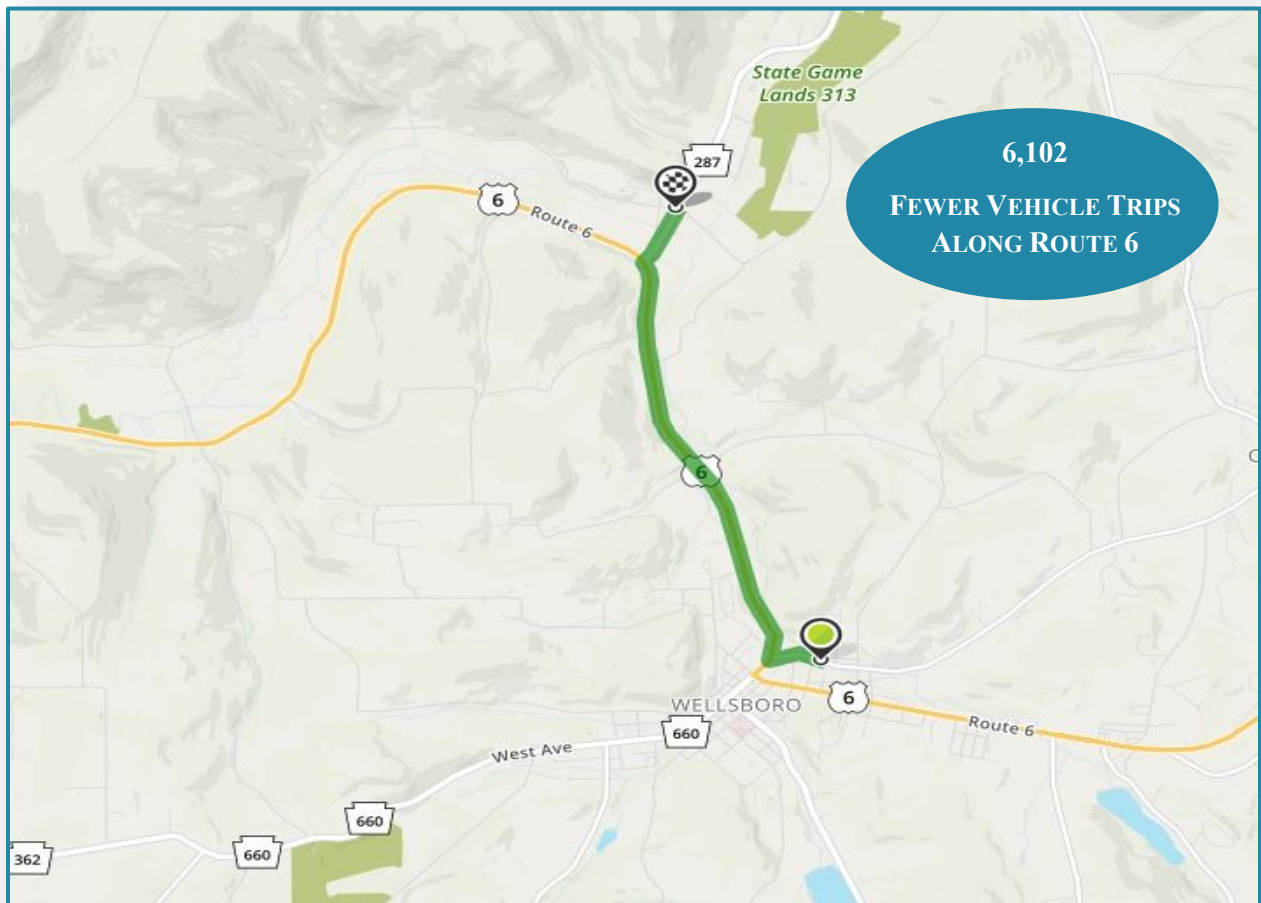 State Game
Lands 313
6,102
FEWER VEHICLE TRIPS
ALONG ROUTE 6
287
6
Route 6
6
WELLSBORO
6
660
Route 6
West Ave
660
660
362